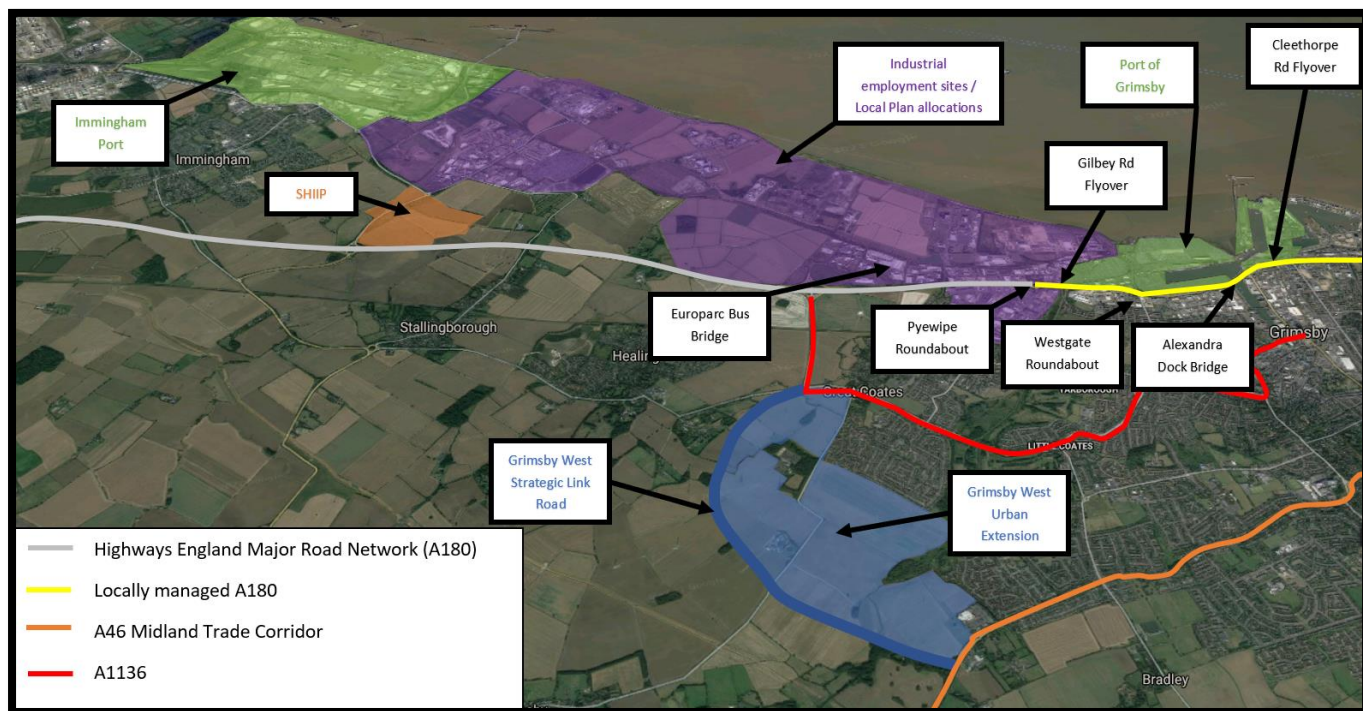 Cleethorpe
Rd Flyover
Industrial
employment sites /
Local Plan allocations
Port of
Grimsby
Immingham
Port
Immingham
Gilbey Rd
Flyover
SHIIP
Europarc Bus
Bridge
Pyewipe
Roundabout
Westgate
Roundabout
Alexandra
Dock Bridge
Grimsby
Stallingborough
Healing
Great Coates
YARBOROUGH
LITTLE COATES
Grimsby West
Strategic Link
Road
Grimsby West
Urban
Extension
Highways England Major Road Network (A180)
Locally managed A180
A46 Midland Trade Corridor
A1136
Bradley